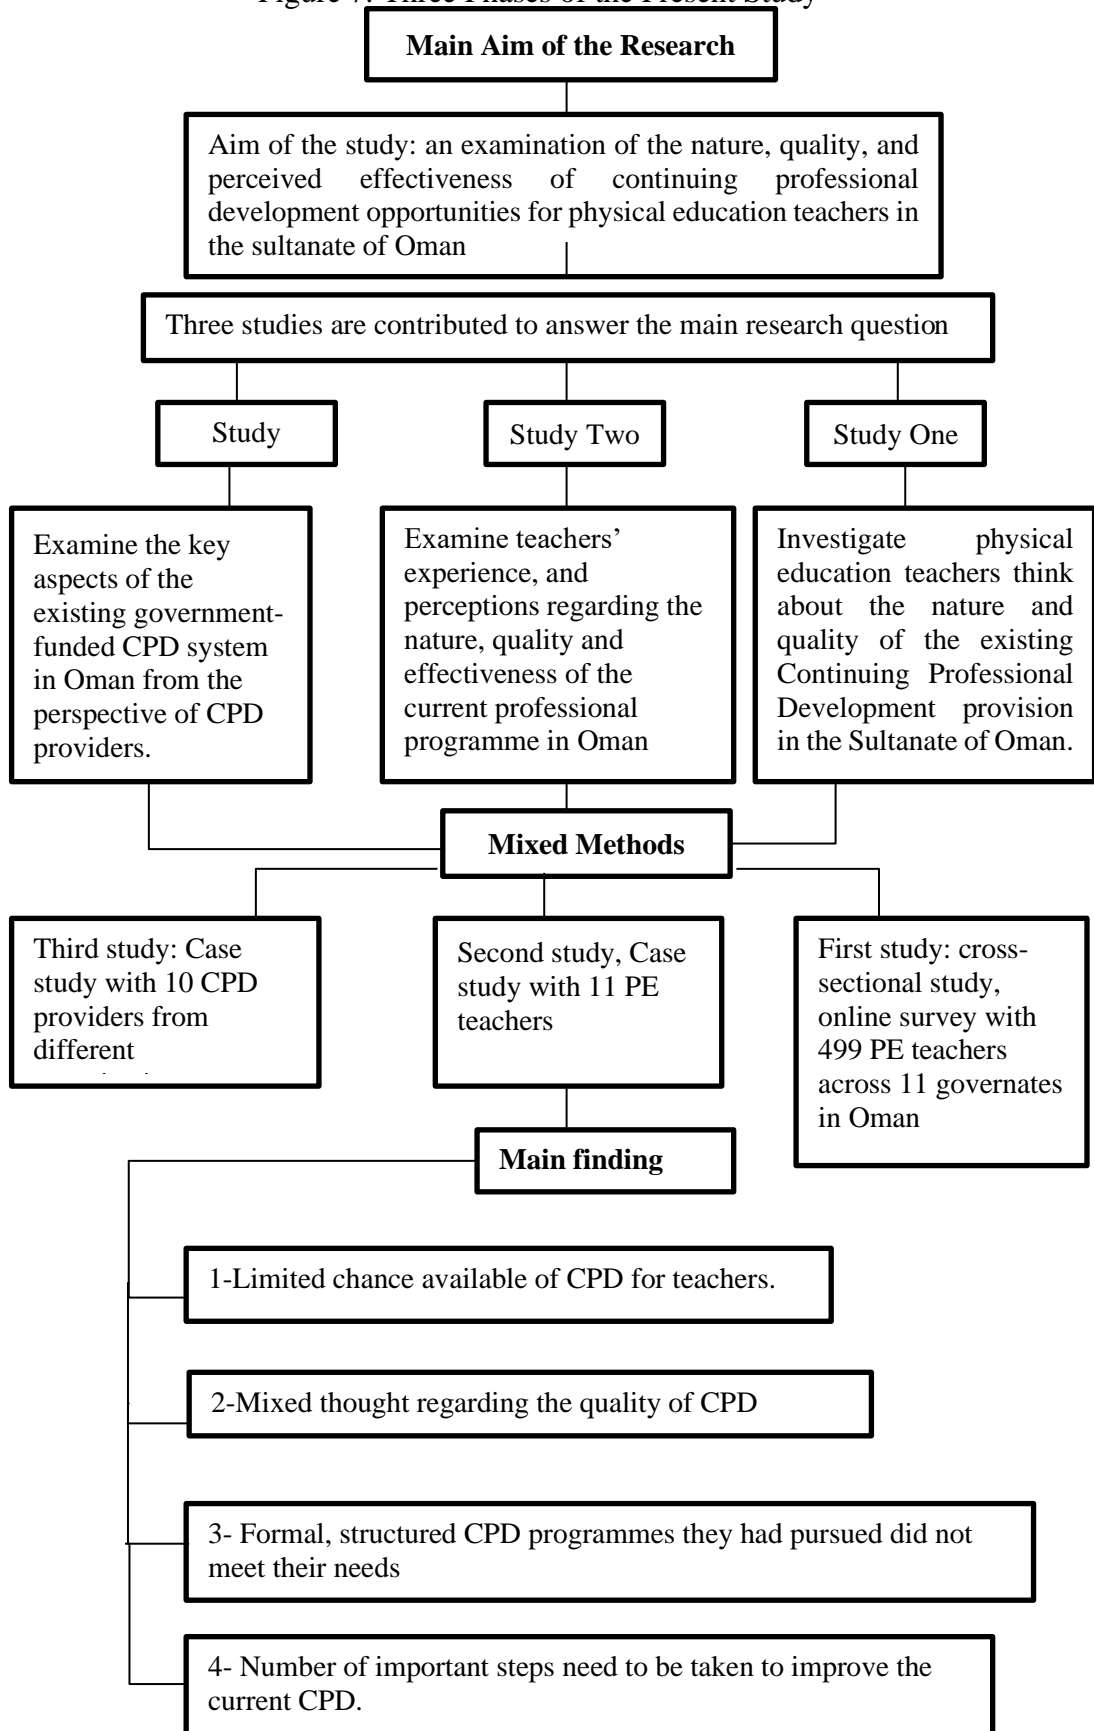 Figure 7: Three Phases of the Present Study
Main Aim of the Research
Aim of the study: an examination of the nature, quality, and
perceived effectiveness of continuing professional
development opportunities for physical education teachers in
the sultanate of Oman
Three studies are contributed to answer the main research question
Study
Study Two
Study One
Examine the key
aspects of the
existing government-
funded CPD system
in Oman from the
perspective of CPD
providers.
Examine teachers’
experience, and
perceptions regarding the
nature, quality and
effectiveness of the
current professional
programme in Oman
Investigate physical
education teachers think
about the nature and
quality of the existing
Continuing Professional
Development provision
in the Sultanate of Oman.
Mixed Methods
Third study: Case
study with 10 CPD
providers from
different
Second study, Case
study with 11 PE
teachers
First study: cross-
sectional study,
online survey with
499 PE teachers
across 11 governates
in Oman
Main finding
1-Limited chance available of CPD for teachers.
2-Mixed thought regarding the quality of CPD
3- Formal, structured CPD programmes they had pursued did not
meet their needs
4- Number of important steps need to be taken to improve the
current CPD.